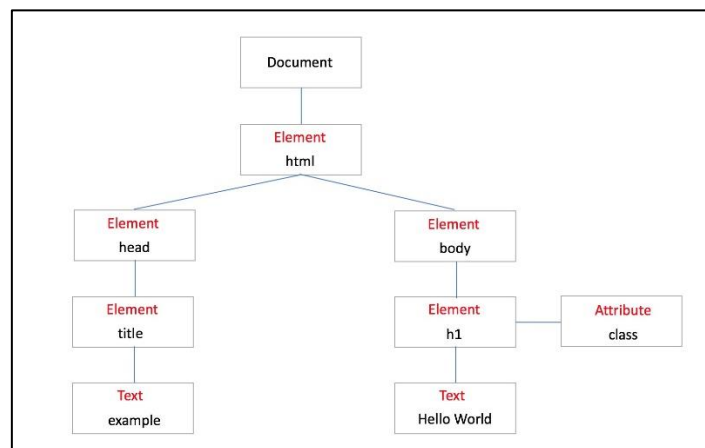 Document
Element
html
Element
head
Element
body
Element
title
Element
h1
Attribute
class
Text
example
Text
Hello World